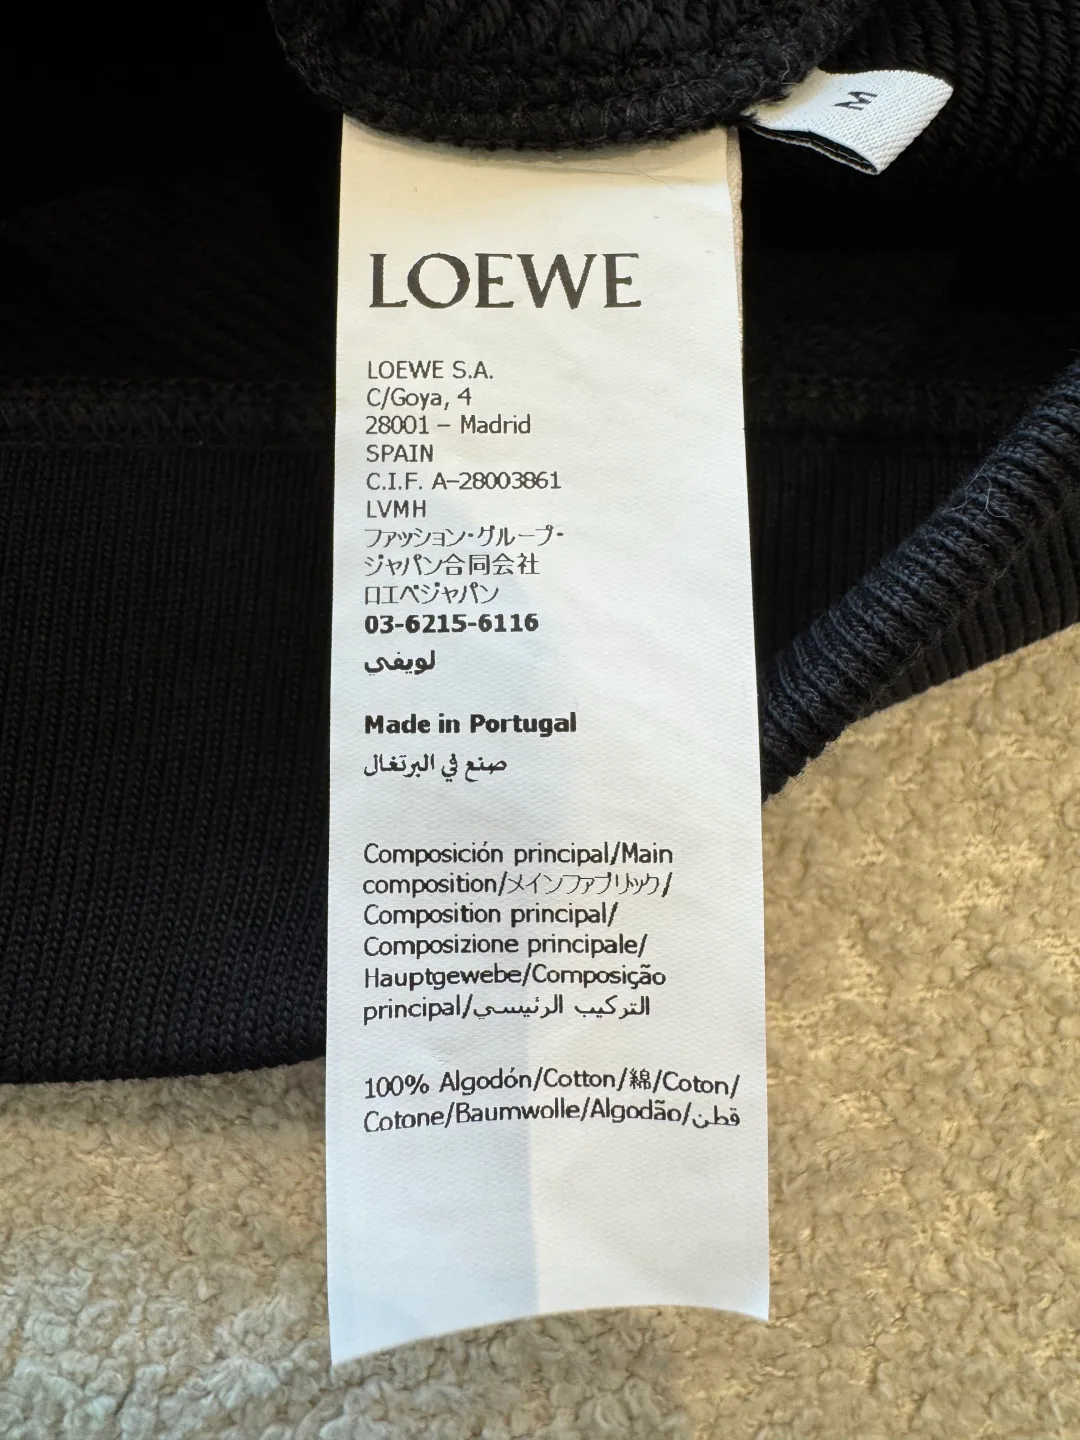 M
LOEWE
LOEWE S.A.
C/Goya, 4
28001 – Madrid
SPAIN
C.I.F. A–28003861
LVMH
ファッション・グループ・
ジャパン合同会社
ロエベジャパン
03-6215-6116
لويفي
Made in Portugal
صنع في البرتغال
Composición principal/Main
composition/メインファブリック/
Composition principal/
Composizione principale/
Hauptgewebe/Composição
principal/التركيب الرئيسي
100% Algodón/Cotton/綿/Coton/
Cotone/Baumwolle/Algodão/قطن